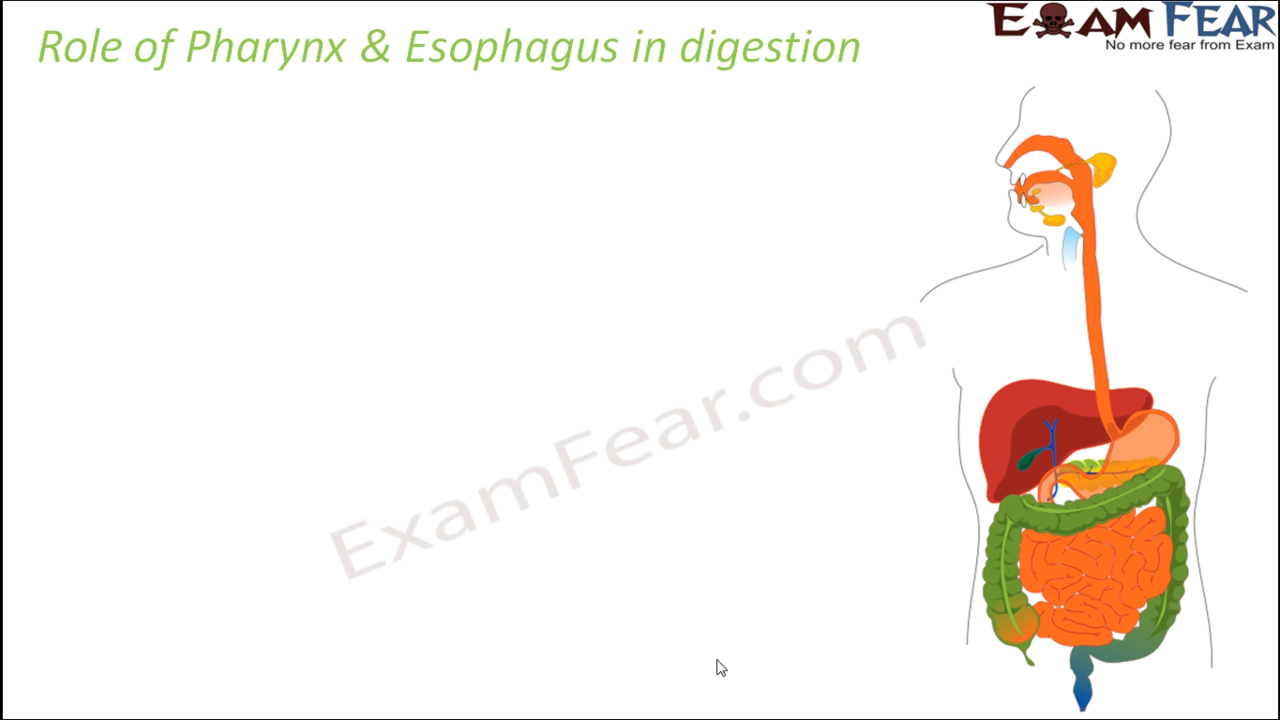 Role of Pharynx & Esophagus in digestion
EXAM FEAR
No more fear from Exam
ExamFear.com